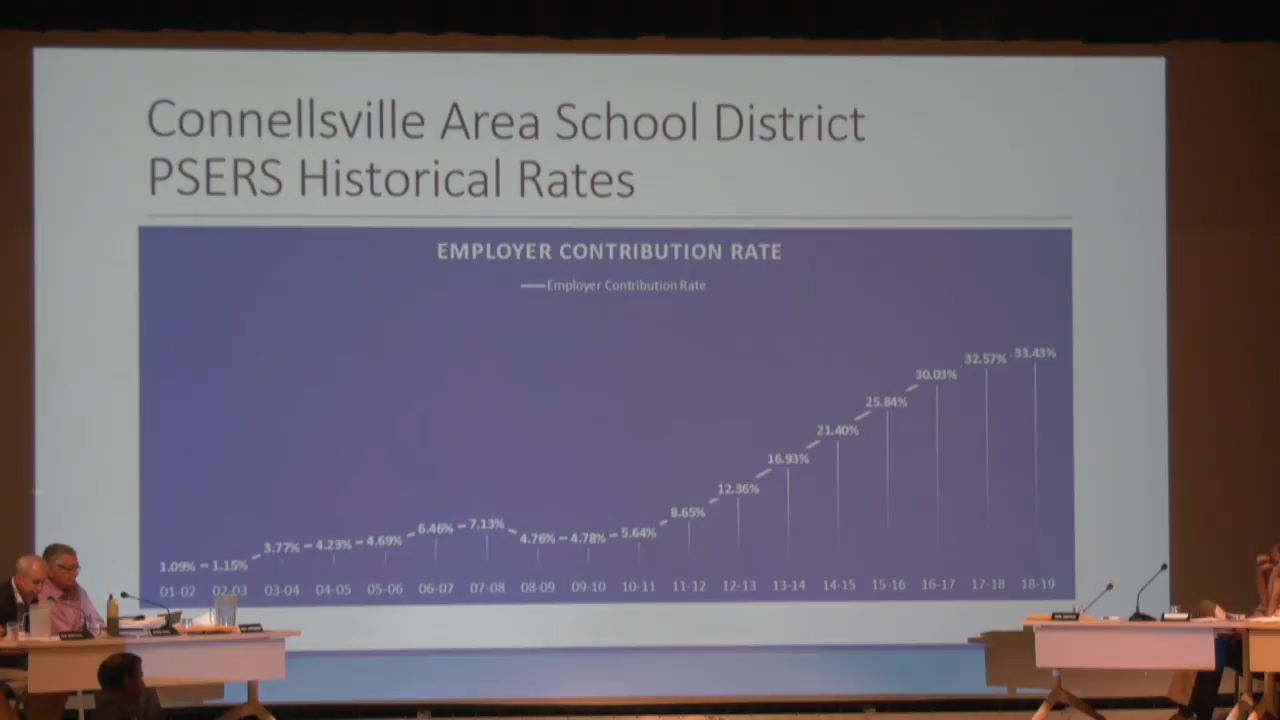 Connellsville Area School District
PSERS Historical Rates
EMPLOYER CONTRIBUTION RATE
Employer Contribution Rate
1.09% 1.15% 3.77% 4.23% 4.69% 6.46% 7.13% 4.76% 4.78% 5.64% 8.65% 12.36% 16.93% 21.40% 25.84% 30.03% 32.57% 33.43%
01-02 02-03 03-04 04-05 05-06 06-07 07-08 08-09 09-10 10-11 11-12 12-13 13-14 14-15 15-16 16-17 17-18 18-19